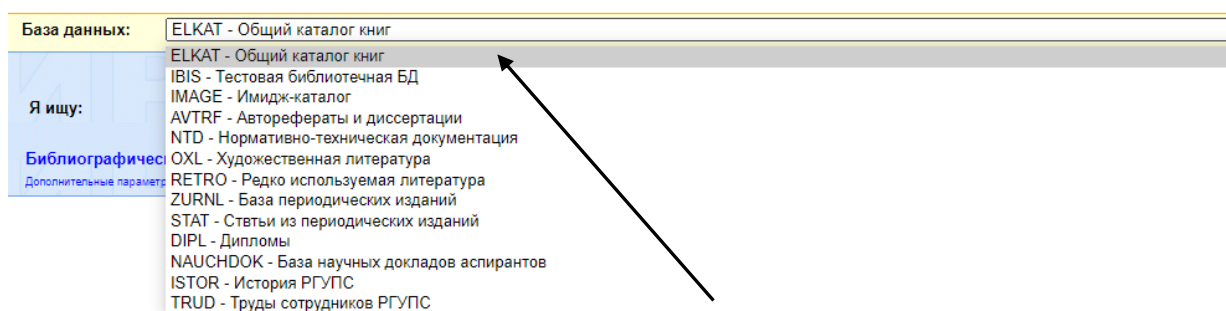 База данных: ELKAT - Общий каталог книг
ELKAT - Общий каталог книг
IBIS - Тестовая библиотечная БД
IMAGE - Имидж-каталог
Я ищу:
AVTRF - Авторефераты и диссертации
NTD - Нормативно-техническая документация
Библиографичес
OXL - Художественная литература
Дополнительные параметр
RETRO - Редко используемая литература
ZURNL - База периодических изданий
STAT - Ствтьи из периодических изданий
DIPL - Дипломы
NAUCHDOK - База научных докладов аспирантов
ISTOR - История РГУПС
TRUD - Труды сотрудников РГУПС